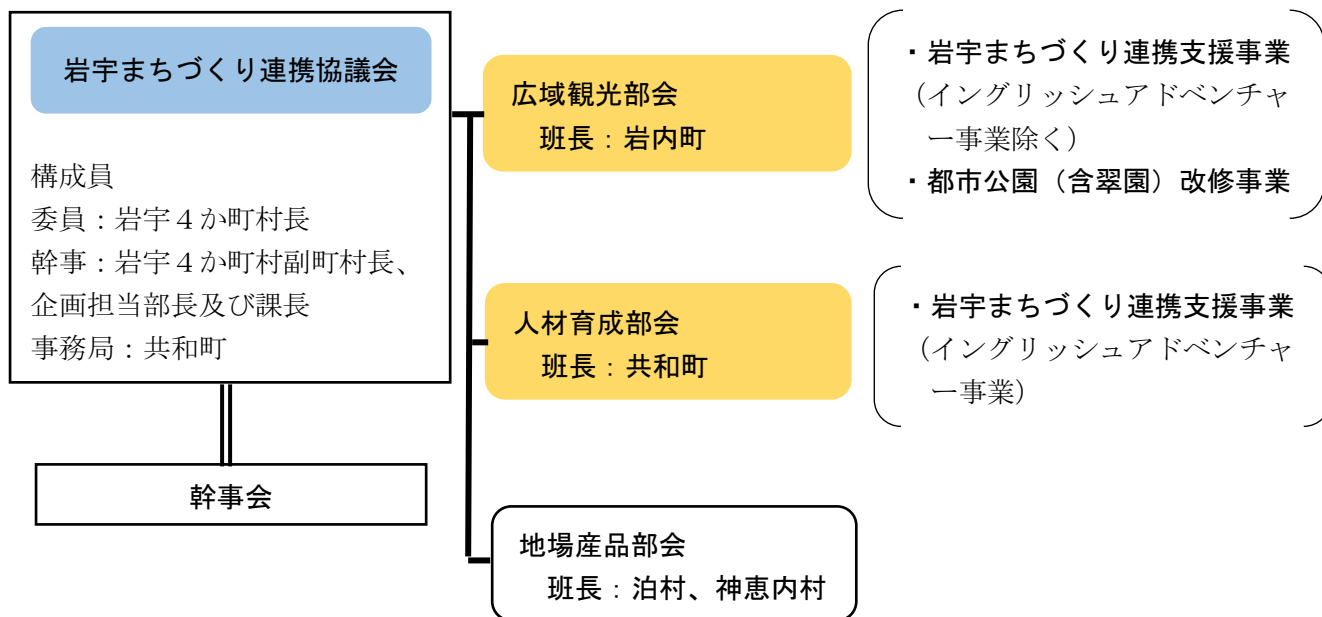 岩宇まちづくり連携協議会
構成員
委員：岩宇４か町村長
幹事：岩宇４か町村副町村長、
企画担当部長及び課長
事務局：共和町
幹事会
広域観光部会
班長：岩内町
・岩宇まちづくり連携支援事業
（イングリッシュアドベンチャ
ー事業除く）
・都市公園（含翠園）改修事業
人材育成部会
班長：共和町
・岩宇まちづくり連携支援事業
（イングリッシュアドベンチャ
ー事業）
地場産品部会
班長：泊村、神恵内村